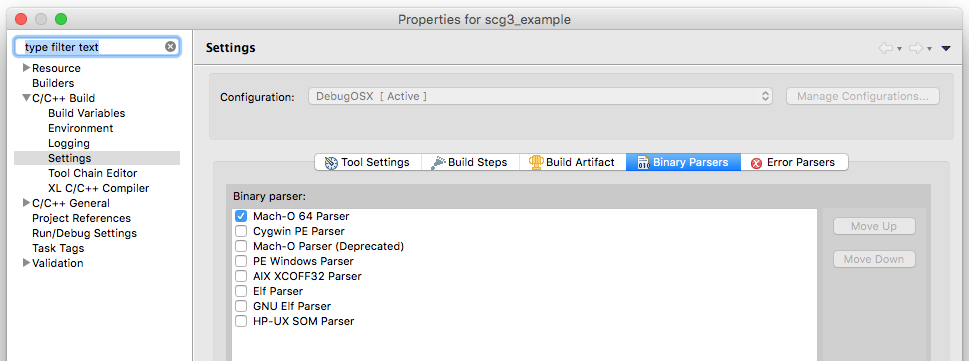 Properties for scg3_example
type filter text
Resource
Builders
C/C++ Build
Build Variables
Environment
Logging
Settings
Tool Chain Editor
XL C/C++ Compiler
C/C++ General
Project References
Run/Debug Settings
Task Tags
Validation
Settings
Configuration: DebugOSX [ Active ] Manage Configurations...
Tool Settings Build Steps Build Artifact Binary Parsers Error Parsers
Binary parser:
Mach-O 64 Parser
Cygwin PE Parser
Mach-O Parser (Deprecated)
PE Windows Parser
AIX XCOFF32 Parser
Elf Parser
GNU Elf Parser
HP-UX SOM Parser
Move Up
Move Down